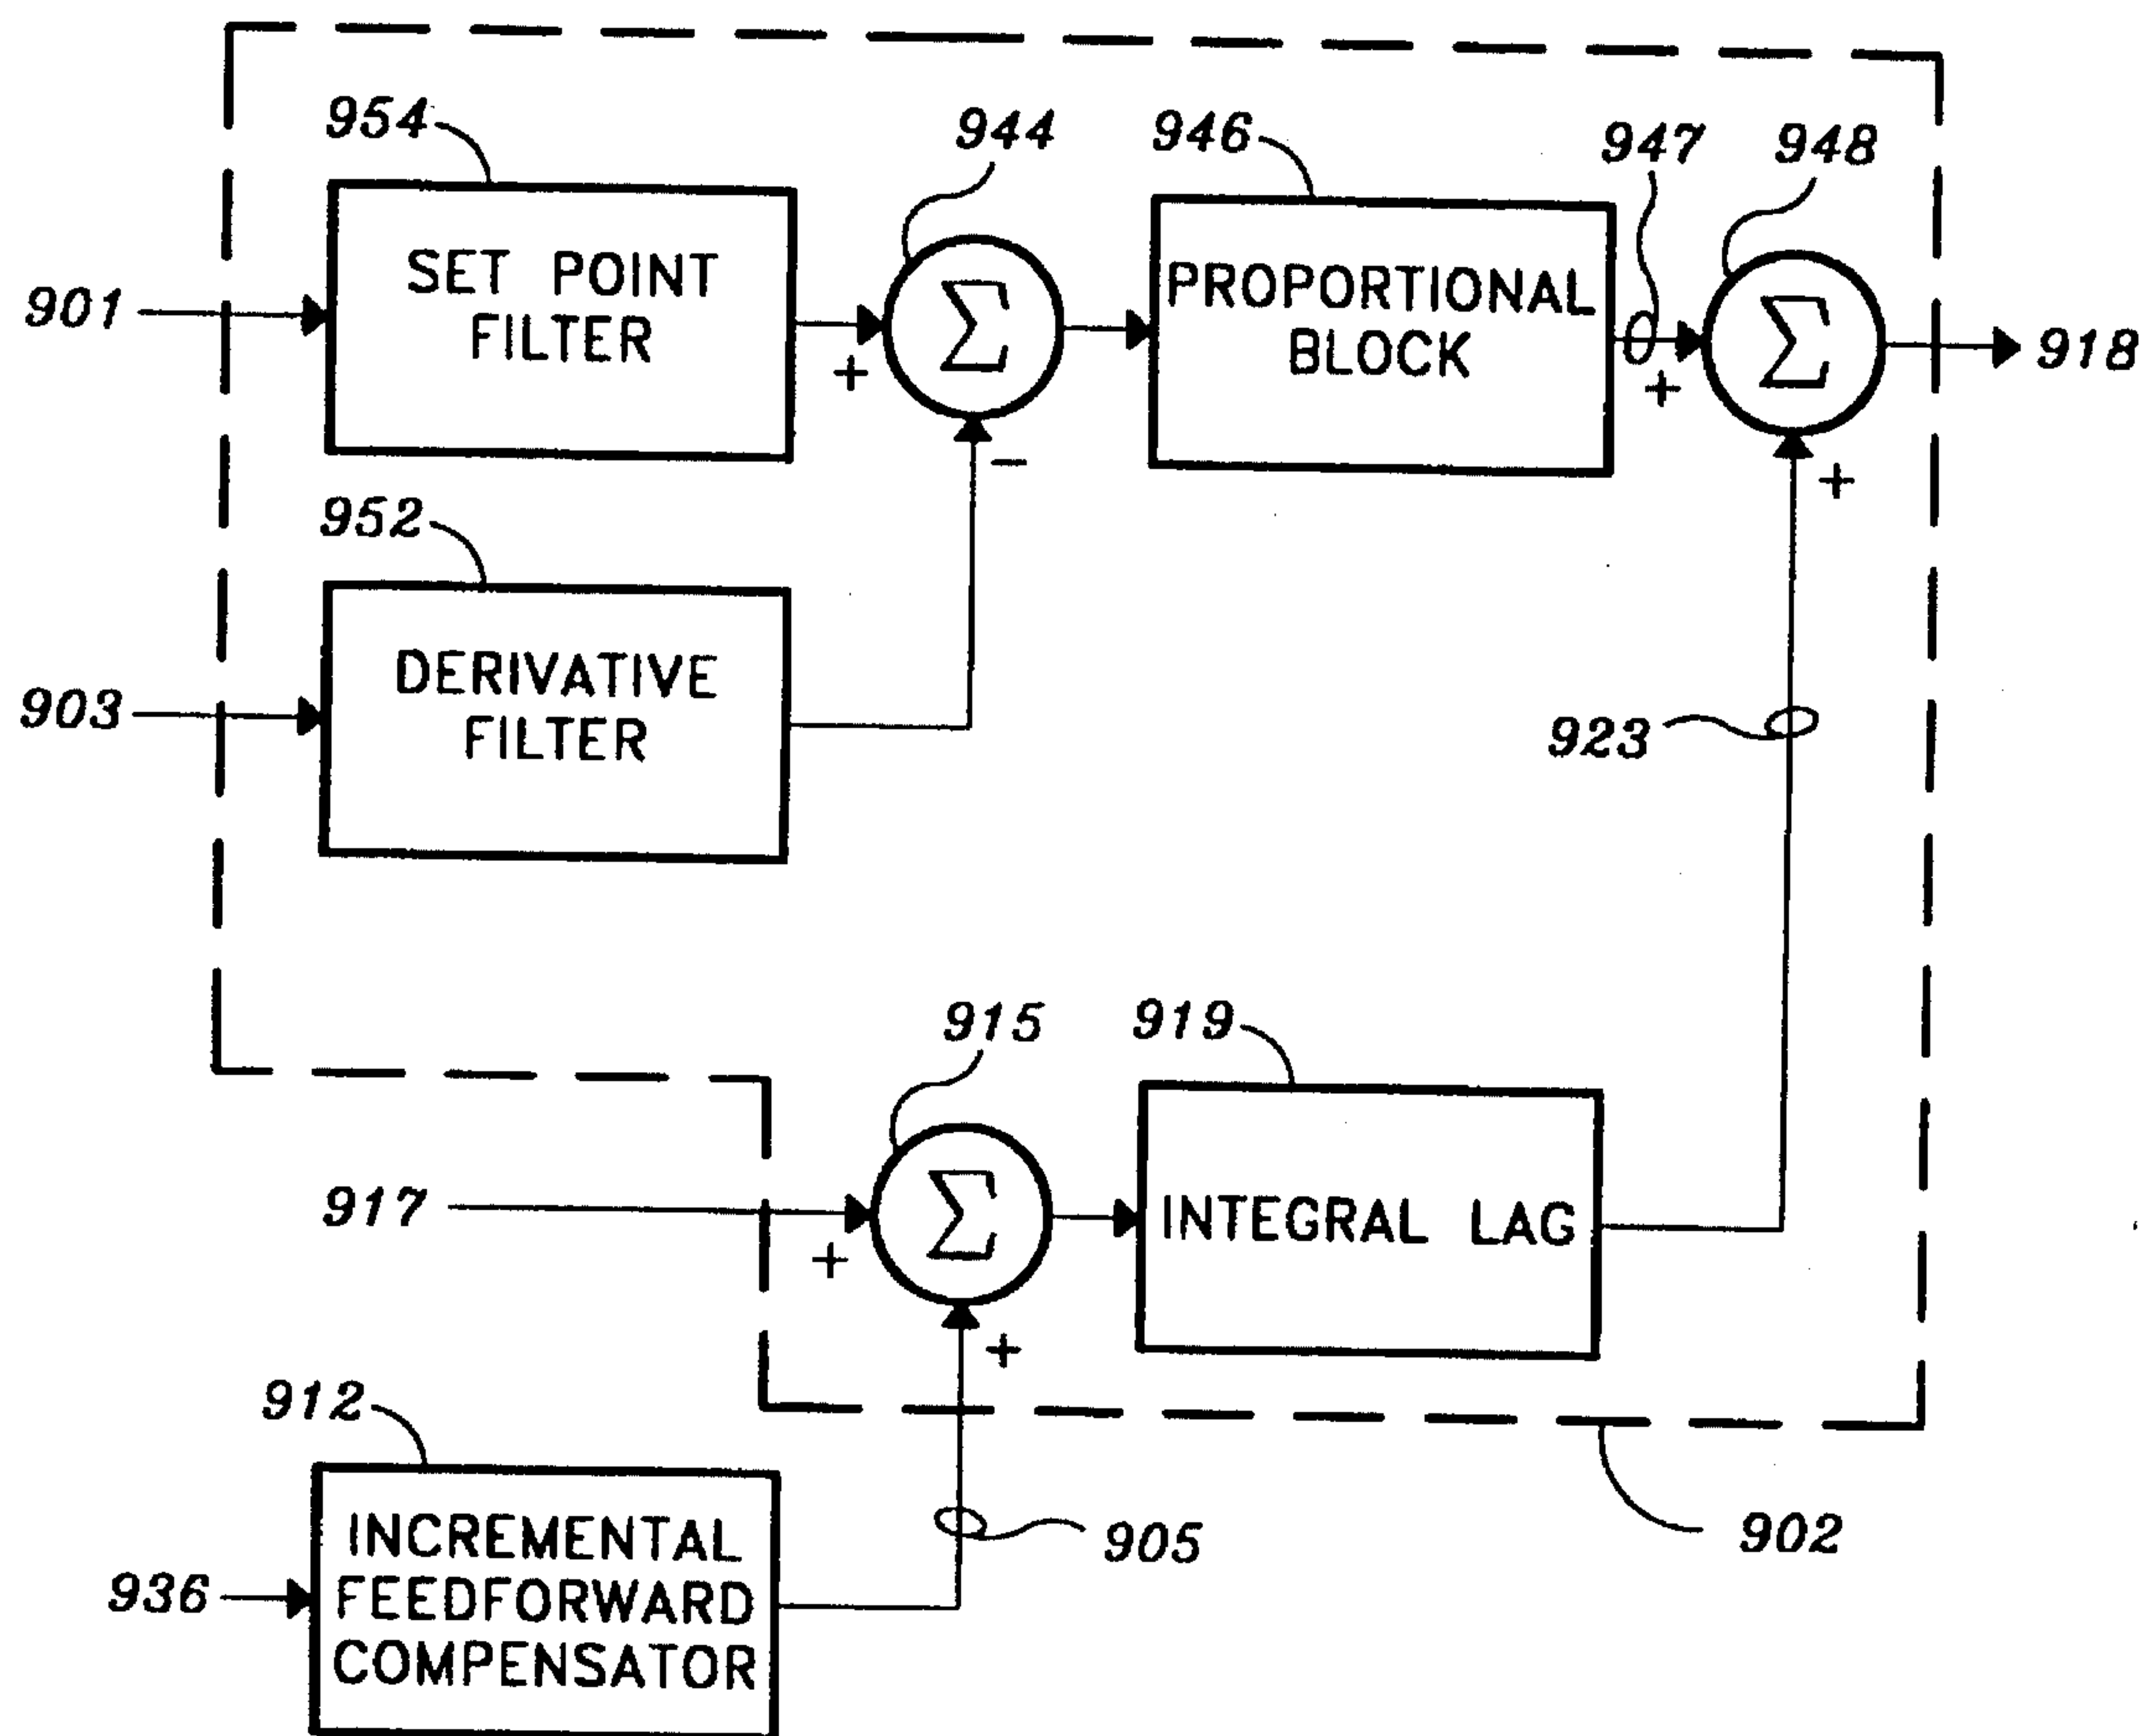 954
944
946
947
948
SET POINT
FILTER
Σ
PROPORTIONAL
BLOCK
Σ
901
+
+
918
-
+
952
DERIVATIVE
FILTER
903
923
915
919
917
Σ
INTEGRAL LAG
+
+
912
INCREMENTAL
FEEDFORWARD
COMPENSATOR
905
902
936